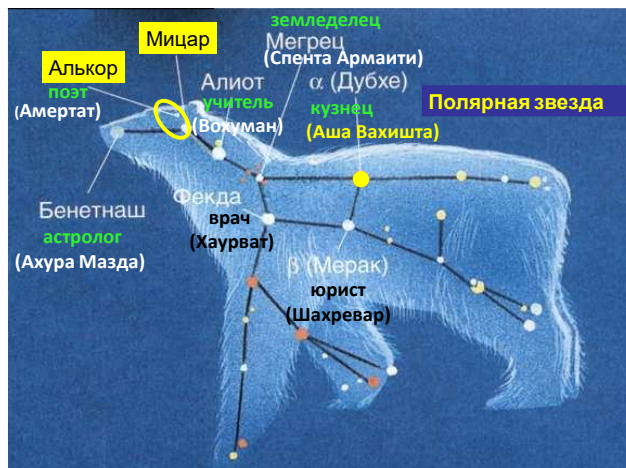 земледелец
Мегрец
(Спента Армаити)
Мицар
Алькор
поэт
(Амертат)
Алиот
учитель
(Вохуман)
α (Дубхе)
кузнец
(Аша Вахишта)
Полярная звезда
Бенетнаш
астролог
(Ахура Мазда)
Фекда
врач
(Хаурват)
β (Мерак)
юрист
(Шахревар)